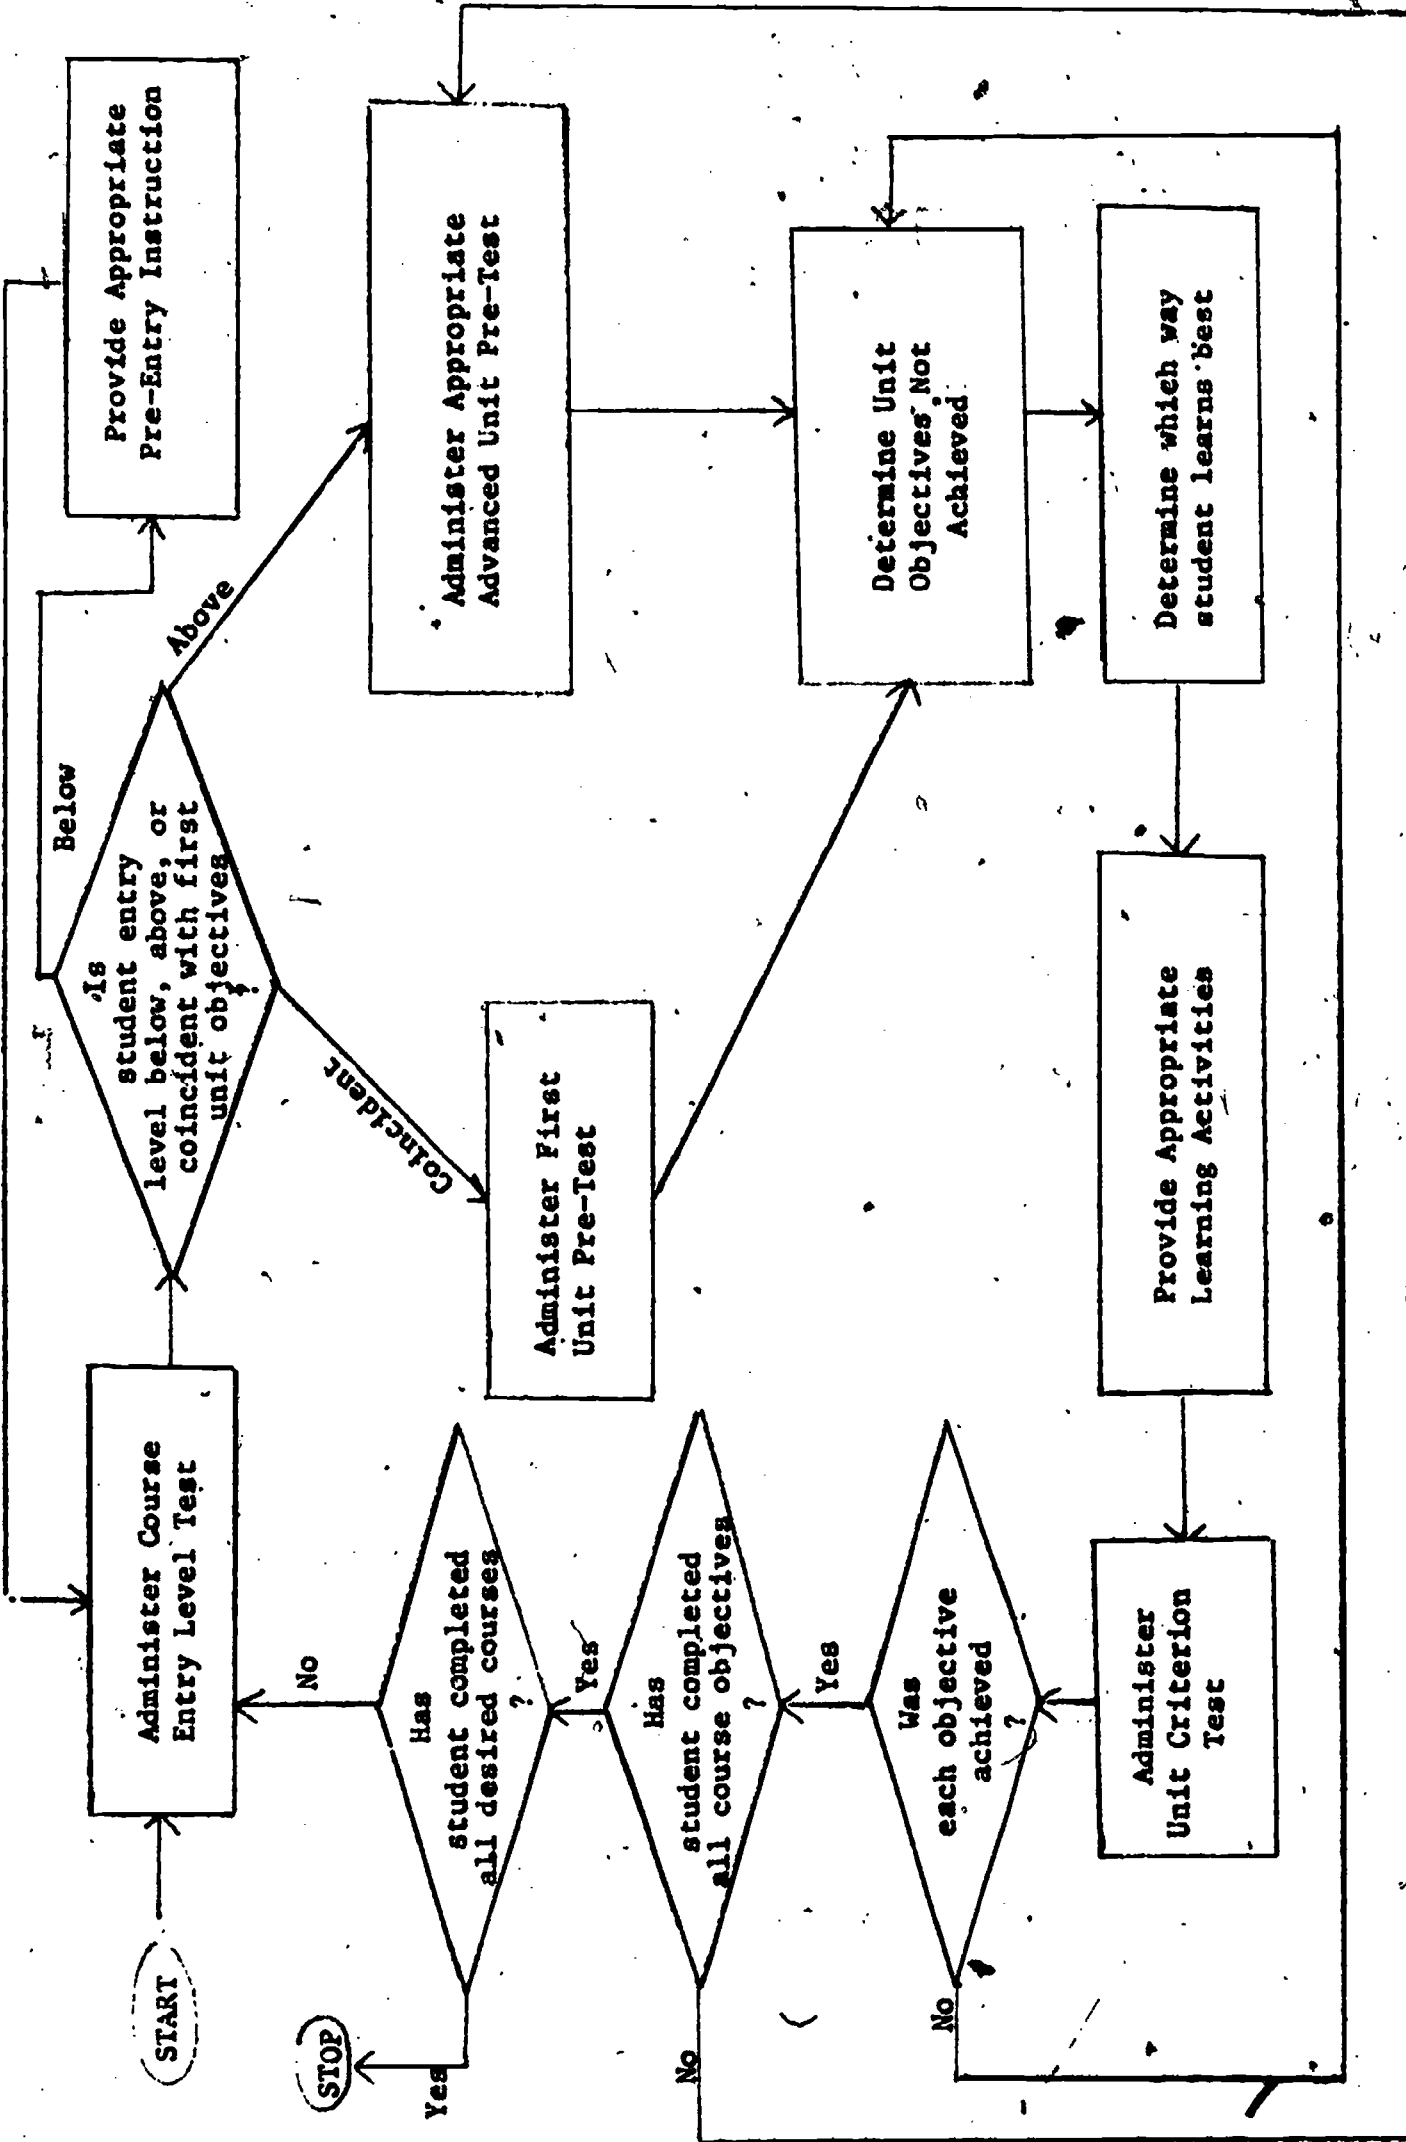 START
Administer Course
Entry Level Test
Is
student entry
level below, above, or
coincident with first
unit objectives
?
Below
Provide Appropriate
Pre-Entry Instruction
Above
Administer Appropriate
Advanced Unit Pre-Test
Coincident
Administer First
Unit Pre-Test
Determine Unit
Objectives Not
Achieved
Determine which way
student learns best
Provide Appropriate
Learning Activities
Administer
Unit Criterion
Test
Was
each objective
achieved
?
No
Yes
Has
student completed
all course objectives
?
No
Yes
Has
student completed
all desired courses
?
No
Yes
STOP